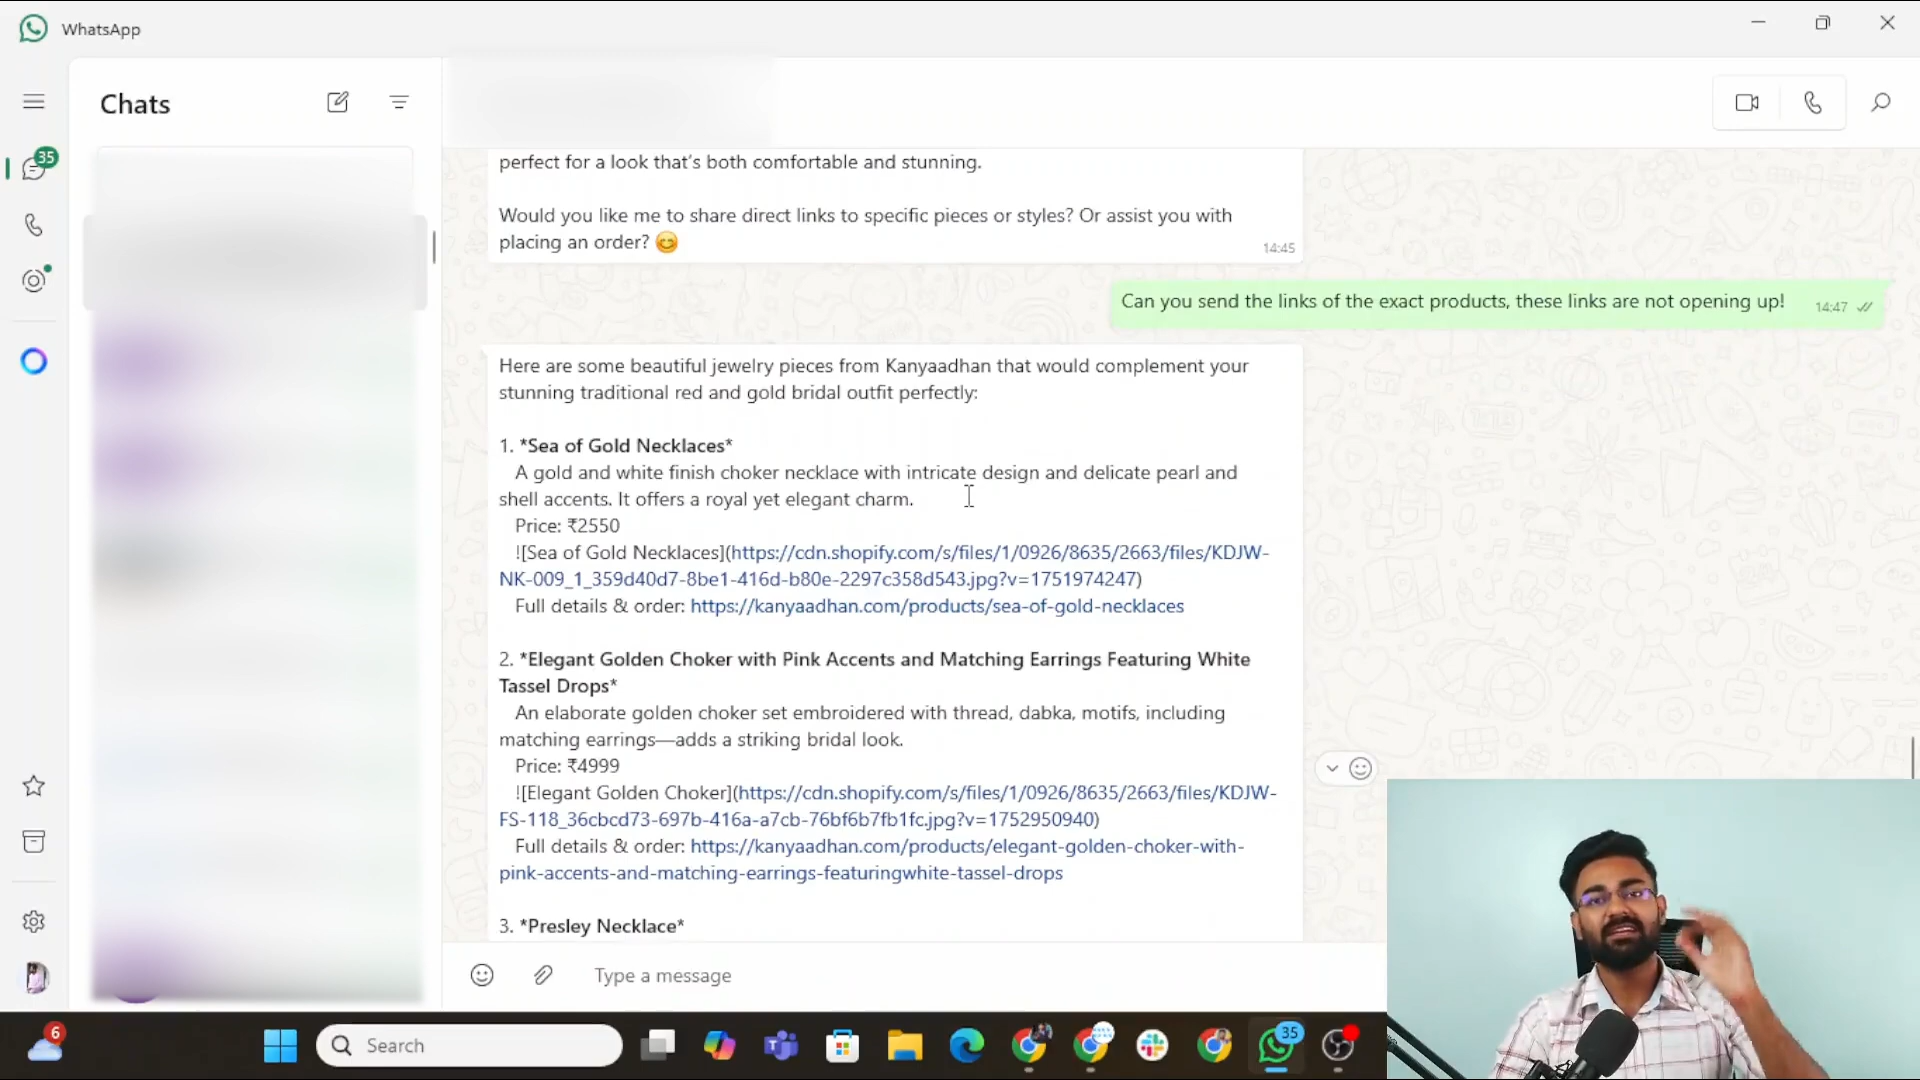 WhatsApp
Chats
35
perfect for a look that's both comfortable and stunning.
Would you like me to share direct links to specific pieces or styles? Or assist you with
placing an order? 😊
14:45
Can you send the links of the exact products, these links are not opening up!
14:47
Here are some beautiful jewelry pieces from Kanyaadhan that would complement your
stunning traditional red and gold bridal outfit perfectly:
1. *Sea of Gold Necklaces*
A gold and white finish choker necklace with intricate design and delicate pearl and
shell accents. It offers a royal yet elegant charm.
Price: ₹2550
![Sea of Gold Necklaces](https://cdn.shopify.com/s/files/1/0926/8635/2663/files/KDJW-
NK-009_1_359d40d7-8be1-416d-b80e-2297c358d543.jpg?v=1751974247)
Full details & order: https://kanyaadhan.com/products/sea-of-gold-necklaces
2. *Elegant Golden Choker with Pink Accents and Matching Earrings Featuring White
Tassel Drops*
An elaborate golden choker set embroidered with thread, dabka, motifs, including
matching earrings—adds a striking bridal look.
Price: ₹4999
![Elegant Golden Choker](https://cdn.shopify.com/s/files/1/0926/8635/2663/files/KDJW-
FS-118_36cbcd73-697b-416a-a7cb-76bf6b7fb1fc.jpg?v=1752950940)
Full details & order: https://kanyaadhan.com/products/elegant-golden-choker-with-
pink-accents-and-matching-earrings-featuringwhite-tassel-drops
3. *Presley Necklace*
Type a message
6
Search
35